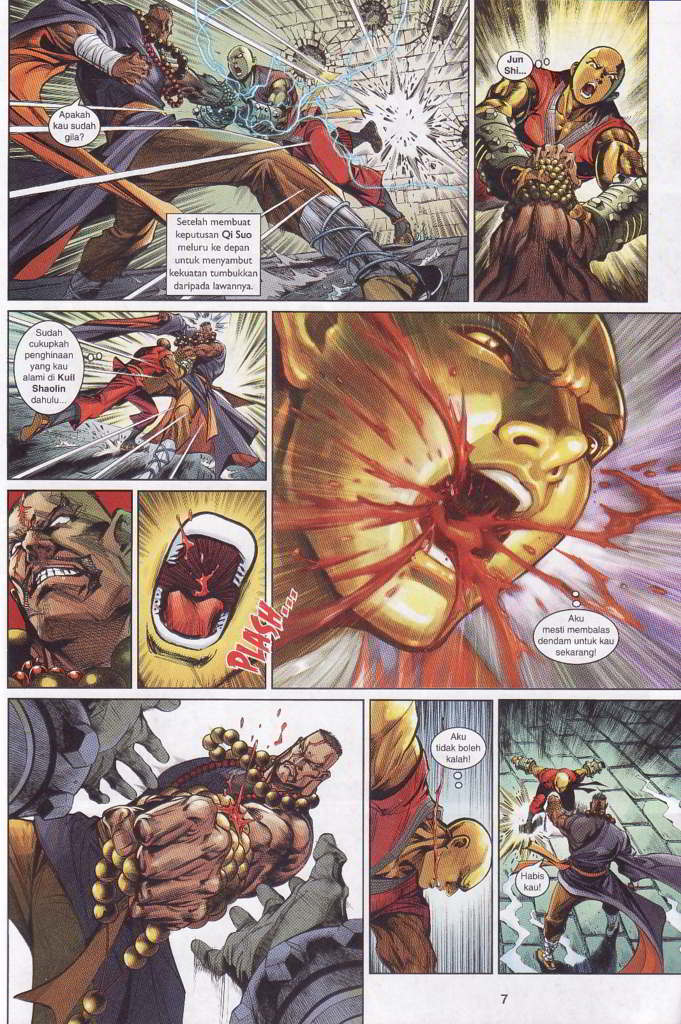 Apakah
kau sudah
gila?
Setelah membuat
keputusan Qi Suo
meluru ke depan
untuk menyambut
kekuatan tumbukkan
daripada lawannya.
Jun
Shi...
Sudah
cukupkah
penghinaan
yang kau
alami di Kuil
Shaolin
dahulu...
PLASH...
Aku
mesti membalas
dendam untuk kau
sekarang!
Aku
tidak boleh
kalah!
Habis
kau!
7